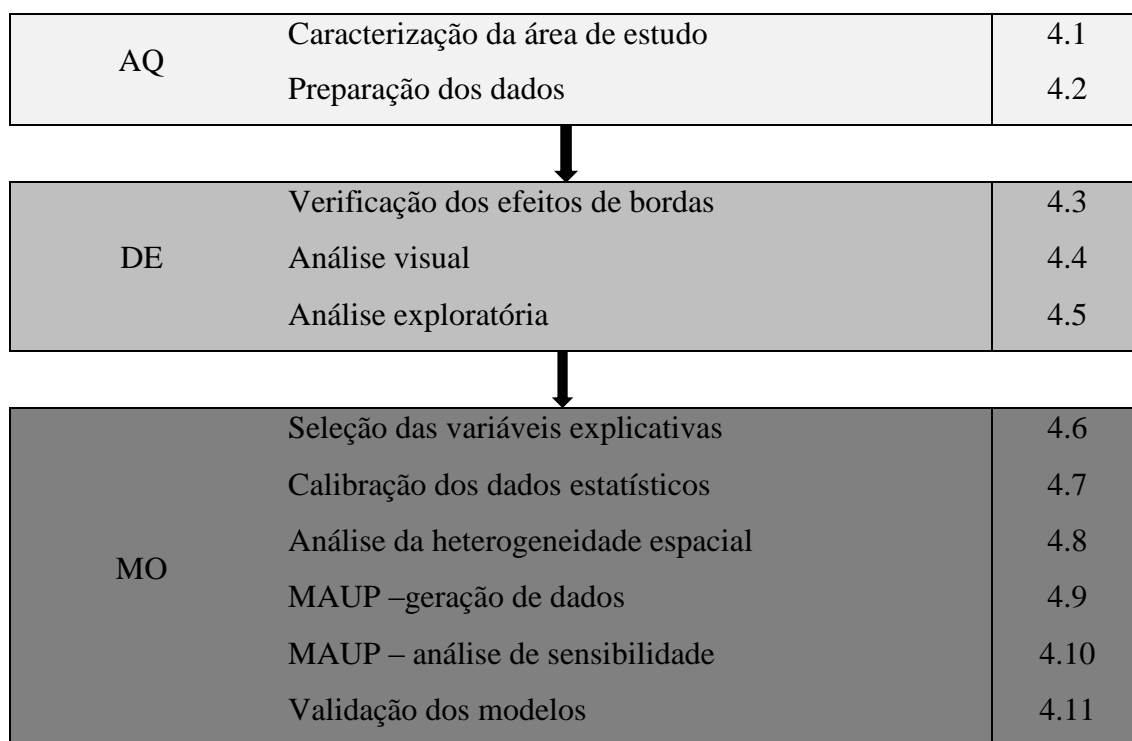 AQ
Caracterização da área de estudo 4.1
Preparação dos dados 4.2
DE
Verificação dos efeitos de bordas 4.3
Análise visual 4.4
Análise exploratória 4.5
MO
Seleção das variáveis explicativas 4.6
Calibração dos dados estatísticos 4.7
Análise da heterogeneidade espacial 4.8
MAUP –geração de dados 4.9
MAUP – análise de sensibilidade 4.10
Validação dos modelos 4.11